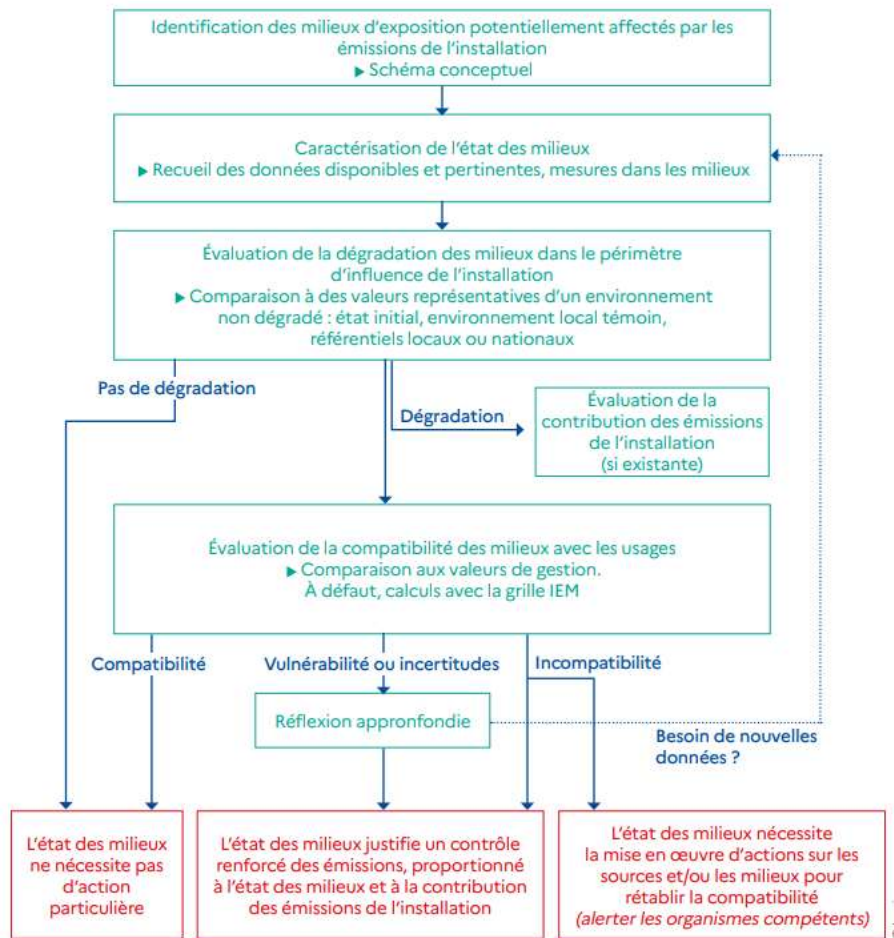 Identification des milieux d'exposition potentiellement affectés par les
émissions de l'installation
▶ Schéma conceptuel
Caractérisation de l'état des milieux
▶ Recueil des données disponibles et pertinentes, mesures dans les milieux
Évaluation de la dégradation des milieux dans le périmètre
d'influence de l'installation
▶ Comparaison à des valeurs représentatives d'un environnement
non dégradé : état initial, environnement local témoin,
référentiels locaux ou nationaux
Pas de dégradation
Dégradation
Évaluation de la
contribution des émissions
de l'installation
(si existante)
Évaluation de la compatibilité des milieux avec les usages
▶ Comparaison aux valeurs de gestion.
À défaut, calculs avec la grille IEM
Compatibilité
Vulnérabilité ou incertitudes
Incompatibilité
Réflexion appronfondie
Besoin de nouvelles
données ?
L'état des milieux
ne nécessite pas
d'action
particulière
L'état des milieux justifie un contrôle
renforcé des émissions, proportionné
à l'état des milieux et à la contribution
des émissions de l'installation
L'état des milieux nécessite
la mise en œuvre d'actions sur les
sources et/ou les milieux pour
rétablir la compatibilité
(alerter les organismes compétents)